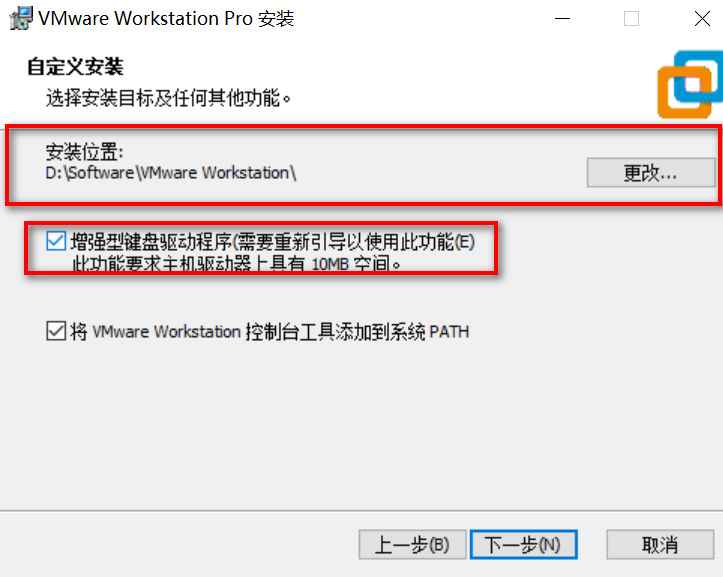 VMware Workstation Pro 安装
自定义安装
选择安装目标及任何其他功能。
安装位置:
D:\Software\VMware Workstation\
更改...
增强型键盘驱动程序(需要重新引导以使用此功能(E)
此功能要求主机驱动器上具有 10MB 空间。
将 VMware Workstation 控制台工具添加到系统 PATH
上一步(B)
下一步(N)
取消